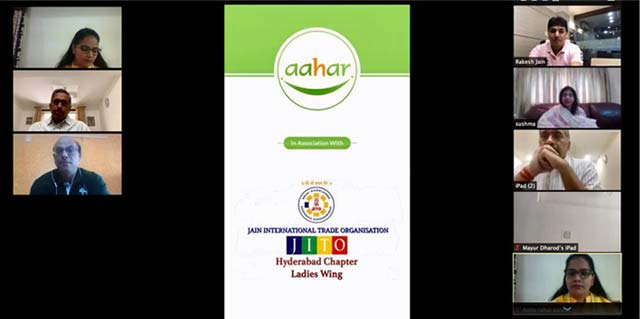 aahar
In Association With
JAIN INTERNATIONAL TRADE ORGANISATION
JITO
Hyderabad Chapter
Ladies Wing
Rakesh Jain
sushma
iPad (2)
Mayur Dharod's iPad